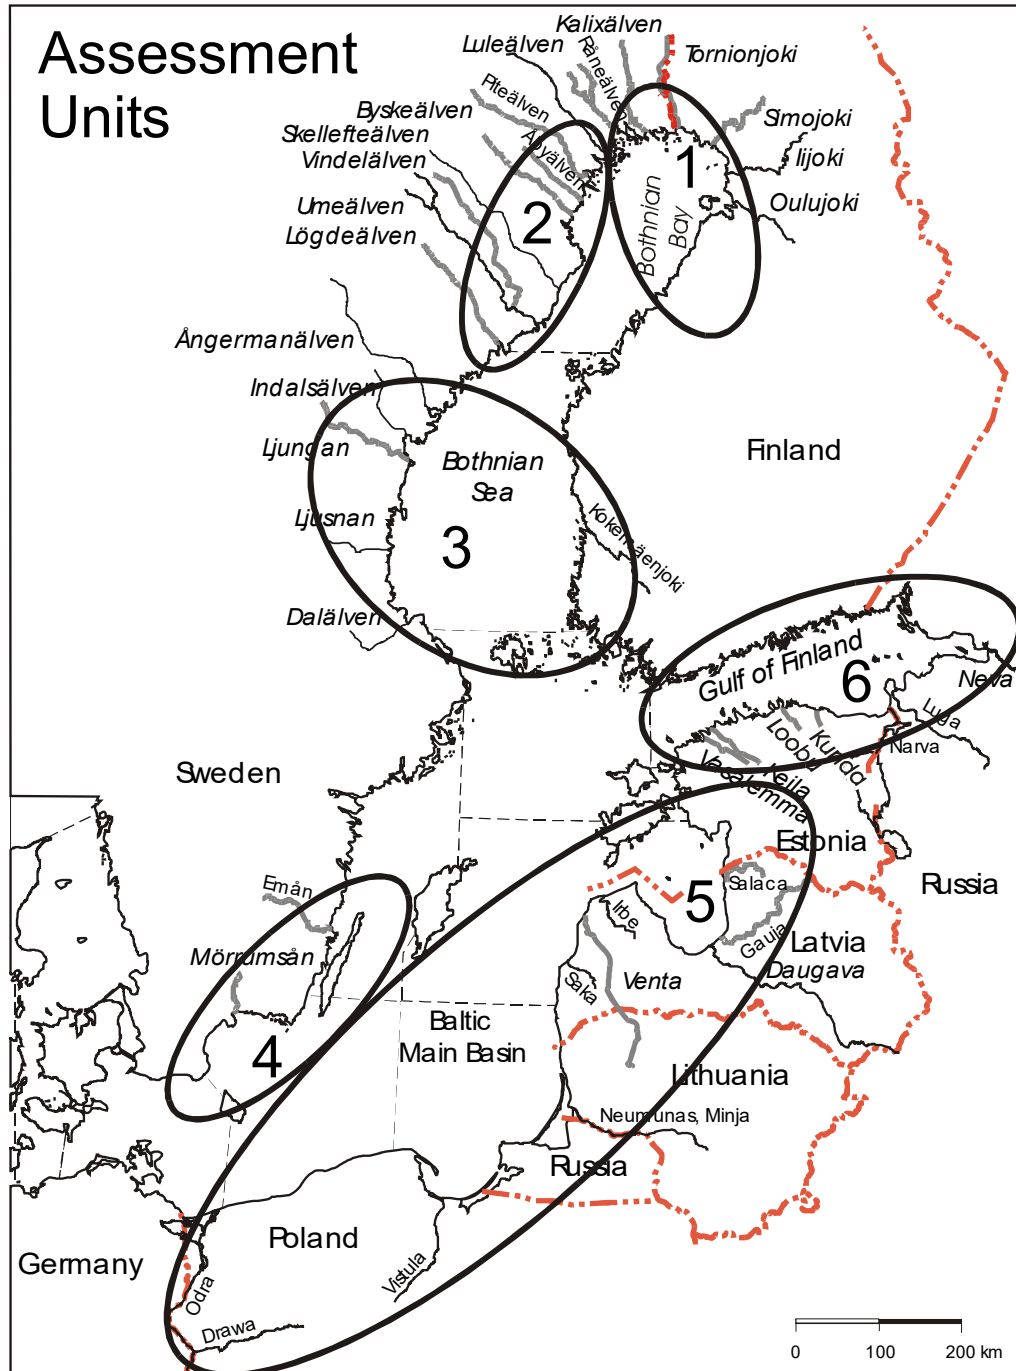 Assessment
Units
Kalixälven
Luleälven
Råneälven
Tornionjoki
Piteälven
Byskeälven
Åbyälven
Skellefteälven
Vindelälven
Simojoki
Iijoki
Umeälven
Oulujoki
Lögdeälven
1
2
Bothnian
Bay
Ångermanälven
Indalsälven
Ljungan
Bothnian
Sea
Finland
Ljusnan
3
Kokemäenjoki
Dalälven
Gulf of Finland
6
Neva
Luga
Narva
Kunda
Loobu
Keila
Vasalemma
Sweden
Estonia
Russia
Emån
5
Salaca
Irbe
Gauja
Latvia
Mörrumsån
Saka
Venta
Daugava
4
Baltic
Main Basin
Lithuania
Neumunas, Minja
Russia
Poland
Germany
Odra
Vistula
Drawa
0 100 200 km